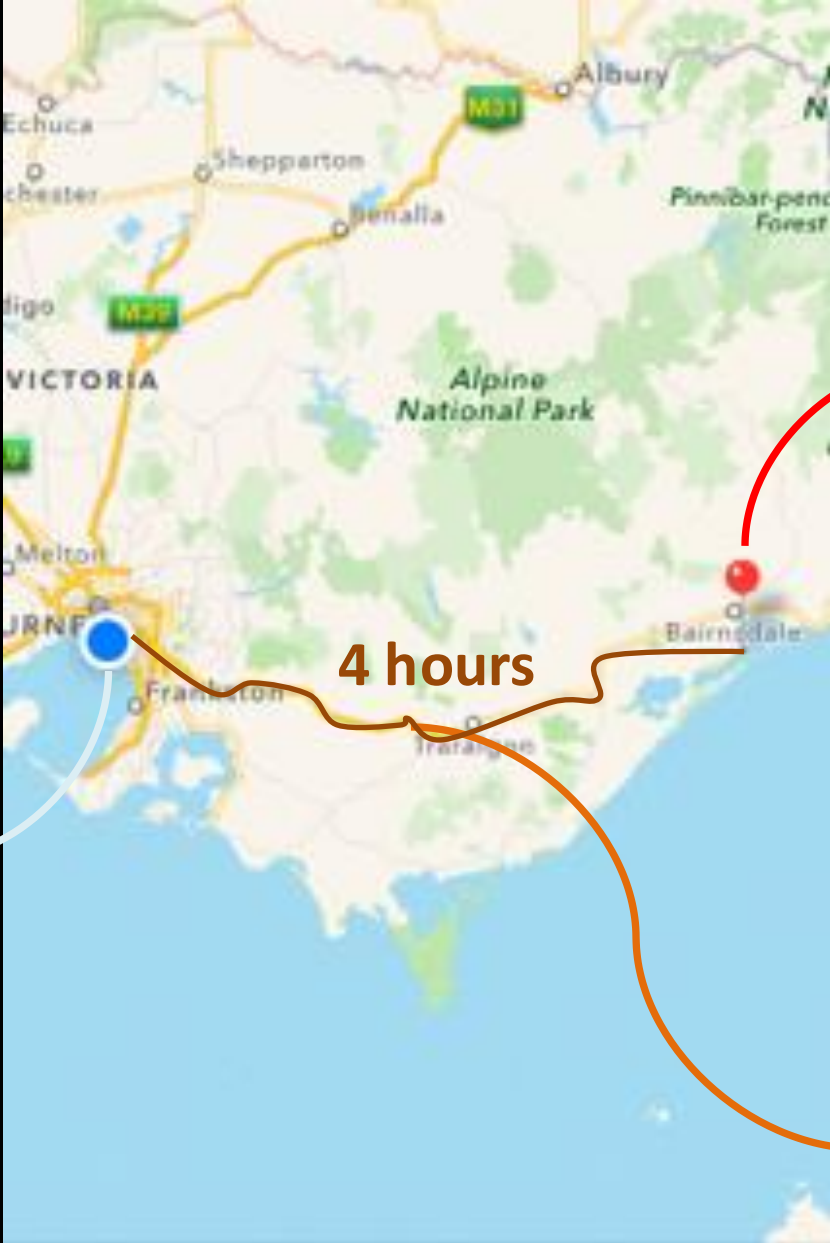 Albury
M31
N
Echuca
Shepparton
chester
Pinnibar-pend
Forest
Benalla
digo
M39
VICTORIA
Alpine
National Park
Melton
URNE
Bairnsdale
4 hours
Frankston
Traralgon